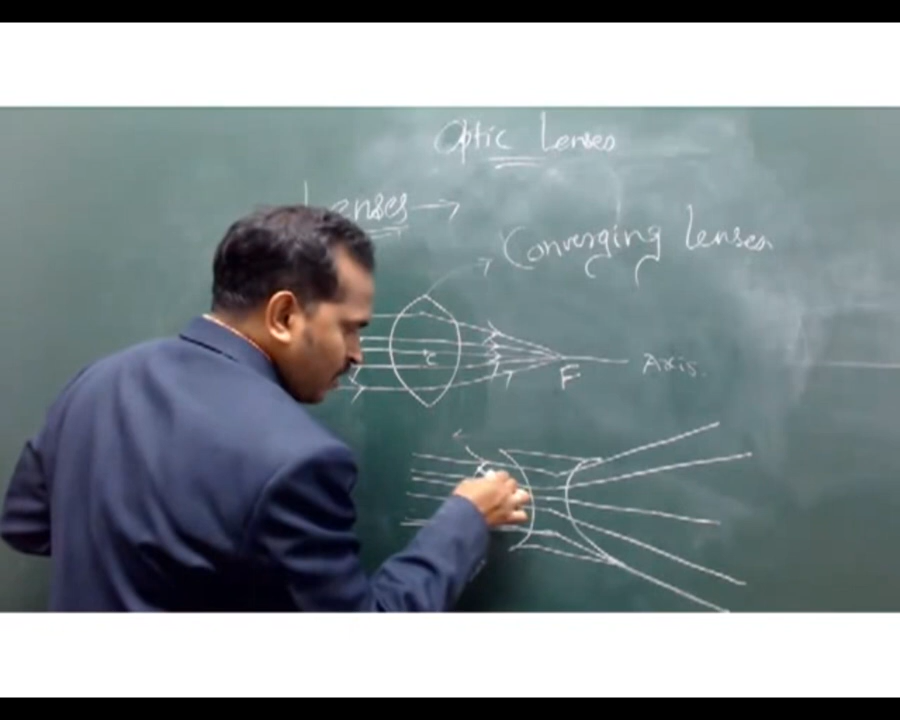 Optic Lenses
Lenses →
Converging Lenses
C
F
Axis.